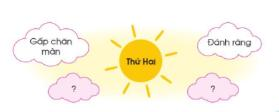 Gấp chăn
màn
Thứ Hai
Đánh răng
?
?